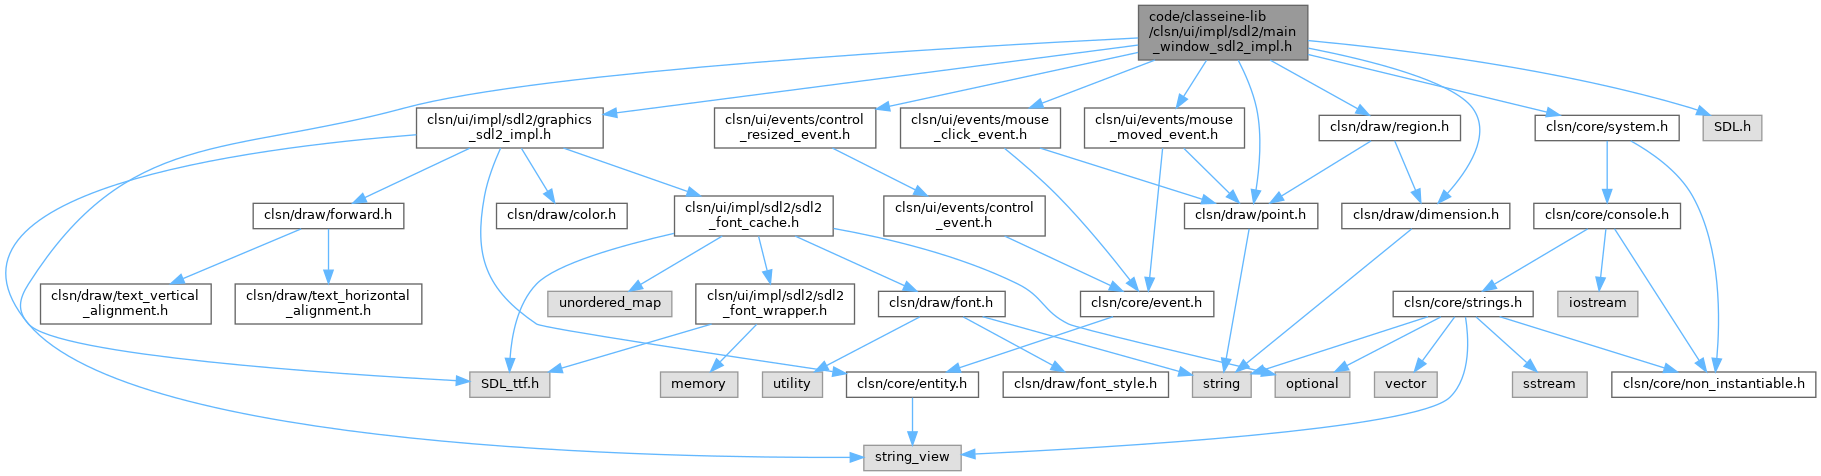 code/classeine-lib
/clsn/ui/impl/sdl2/main
_window_sdl2_impl.h
clsn/ui/impl/sdl2/graphics
_sdl2_impl.h
clsn/ui/events/control
_resized_event.h
clsn/ui/events/mouse
_click_event.h
clsn/ui/events/mouse
_moved_event.h
clsn/draw/region.h
clsn/core/system.h
SDL.h
clsn/draw/forward.h
clsn/draw/color.h
clsn/ui/impl/sdl2/sdl2
_font_cache.h
clsn/ui/events/control
_event.h
clsn/draw/point.h
clsn/draw/dimension.h
clsn/core/console.h
clsn/draw/text_vertical
_alignment.h
clsn/draw/text_horizontal
_alignment.h
unordered_map
clsn/ui/impl/sdl2/sdl2
_font_wrapper.h
clsn/draw/font.h
clsn/core/event.h
clsn/core/strings.h
iostream
SDL_ttf.h
memory
utility
clsn/core/entity.h
clsn/draw/font_style.h
string
optional
vector
sstream
clsn/core/non_instantiable.h
string_view